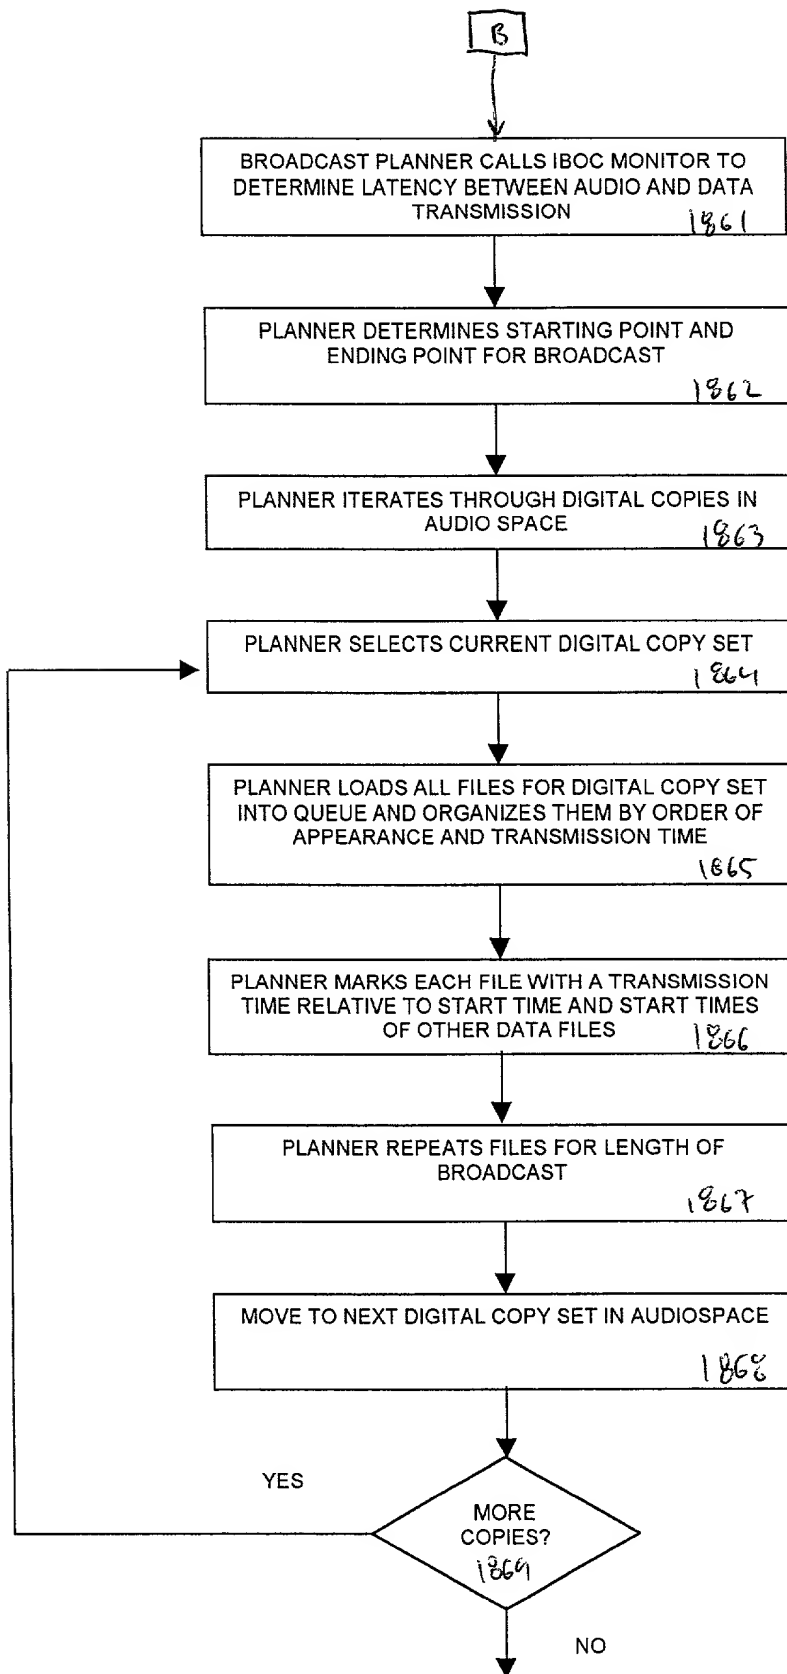 B
BROADCAST PLANNER CALLS IBOC MONITOR TO
DETERMINE LATENCY BETWEEN AUDIO AND DATA
TRANSMISSION
1861
PLANNER DETERMINES STARTING POINT AND
ENDING POINT FOR BROADCAST
1862
PLANNER ITERATES THROUGH DIGITAL COPIES IN
AUDIO SPACE
1863
PLANNER SELECTS CURRENT DIGITAL COPY SET
1864
PLANNER LOADS ALL FILES FOR DIGITAL COPY SET
INTO QUEUE AND ORGANIZES THEM BY ORDER OF
APPEARANCE AND TRANSMISSION TIME
1865
PLANNER MARKS EACH FILE WITH A TRANSMISSION
TIME RELATIVE TO START TIME AND START TIMES
OF OTHER DATA FILES
1866
PLANNER REPEATS FILES FOR LENGTH OF
BROADCAST
1867
MOVE TO NEXT DIGITAL COPY SET IN AUDIOSPACE
1868
YES
MORE
COPIES?
1869
NO